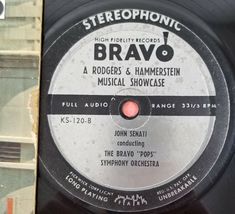 STEREOPHONIC
HIGH FIDELITY RECORDS
BRAVO!
A RODGERS & HAMMERSTEIN
MUSICAL SHOWCASE
FULL AUDIO RANGE 33 1/3 RPM
KS-120-B
JOHN SENATI
conducting
THE BRAVO "POPS"
SYMPHONY ORCHESTRA
LONG PLAYING
UNBREAKABLE